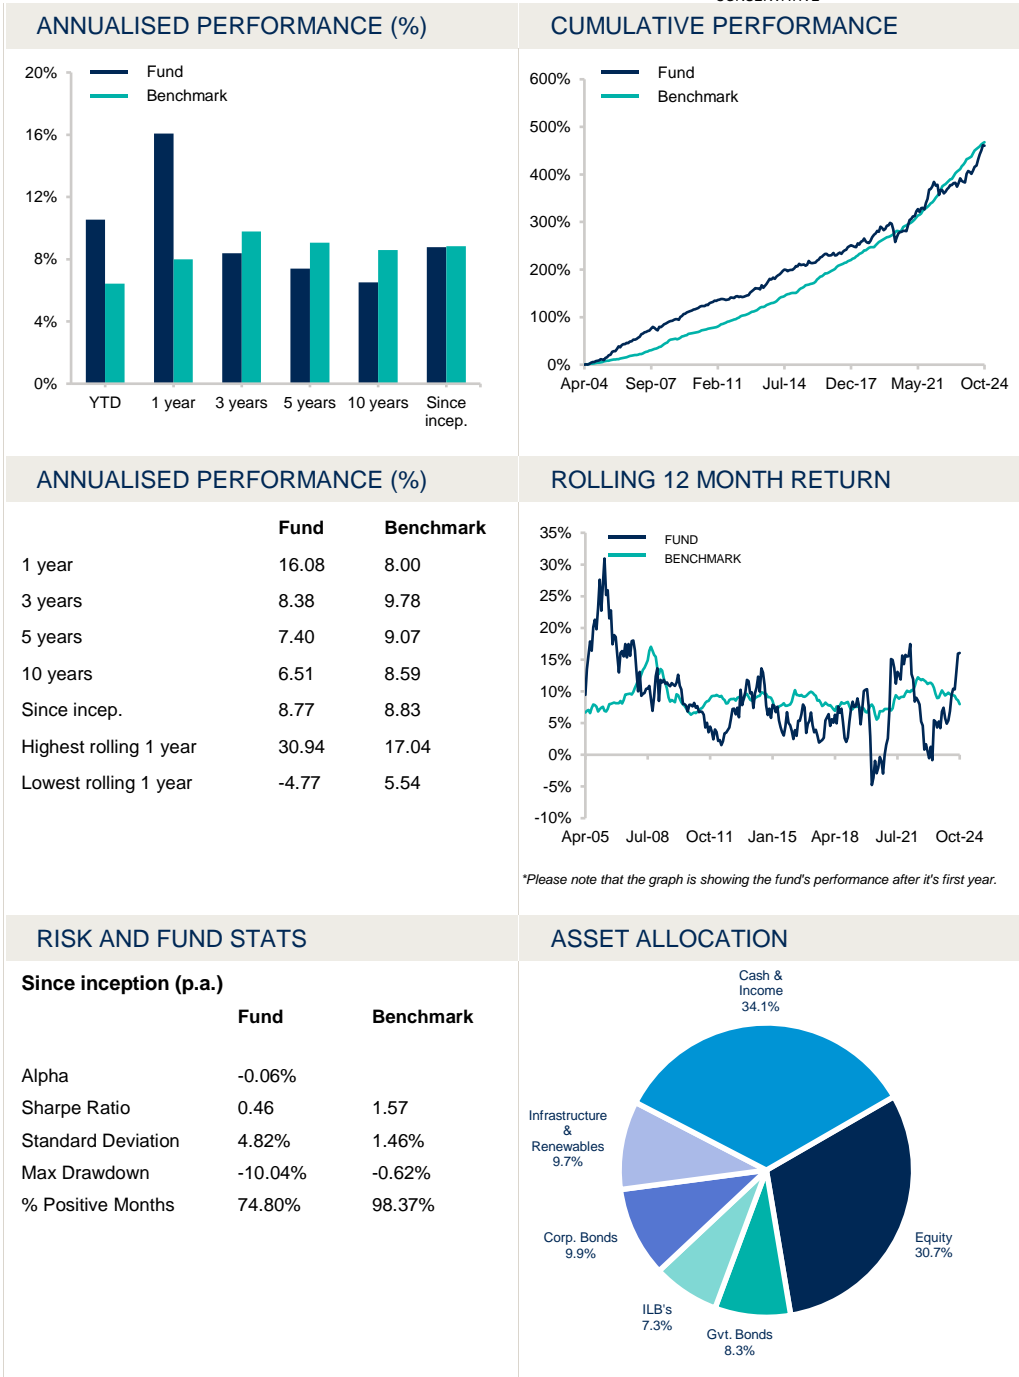 CONSERVATIVE
ANNUALISED PERFORMANCE (%)
Fund
Benchmark
20%
16%
12%
8%
4%
0%
YTD
1 year
3 years
5 years
10 years
Since
incep.
CUMULATIVE PERFORMANCE
Fund
Benchmark
600%
500%
400%
300%
200%
100%
0%
Apr-04
Sep-07
Feb-11
Jul-14
Dec-17
May-21
Oct-24
ANNUALISED PERFORMANCE (%)
Fund Benchmark
1 year 16.08 8.00
3 years 8.38 9.78
5 years 7.40 9.07
10 years 6.51 8.59
Since incep. 8.77 8.83
Highest rolling 1 year 30.94 17.04
Lowest rolling 1 year -4.77 5.54
ROLLING 12 MONTH RETURN
FUND
BENCHMARK
35%
30%
25%
20%
15%
10%
5%
0%
-5%
-10%
Apr-05
Jul-08
Oct-11
Jan-15
Apr-18
Jul-21
Oct-24
*Please note that the graph is showing the fund's performance after it's first year.
RISK AND FUND STATS
Since inception (p.a.)
Fund Benchmark
Alpha -0.06%
Sharpe Ratio 0.46 1.57
Standard Deviation 4.82% 1.46%
Max Drawdown -10.04% -0.62%
% Positive Months 74.80% 98.37%
ASSET ALLOCATION
Cash &
Income
34.1%
Infrastructure
&
Renewables
9.7%
Corp. Bonds
9.9%
ILB's
7.3%
Gvt. Bonds
8.3%
Equity
30.7%